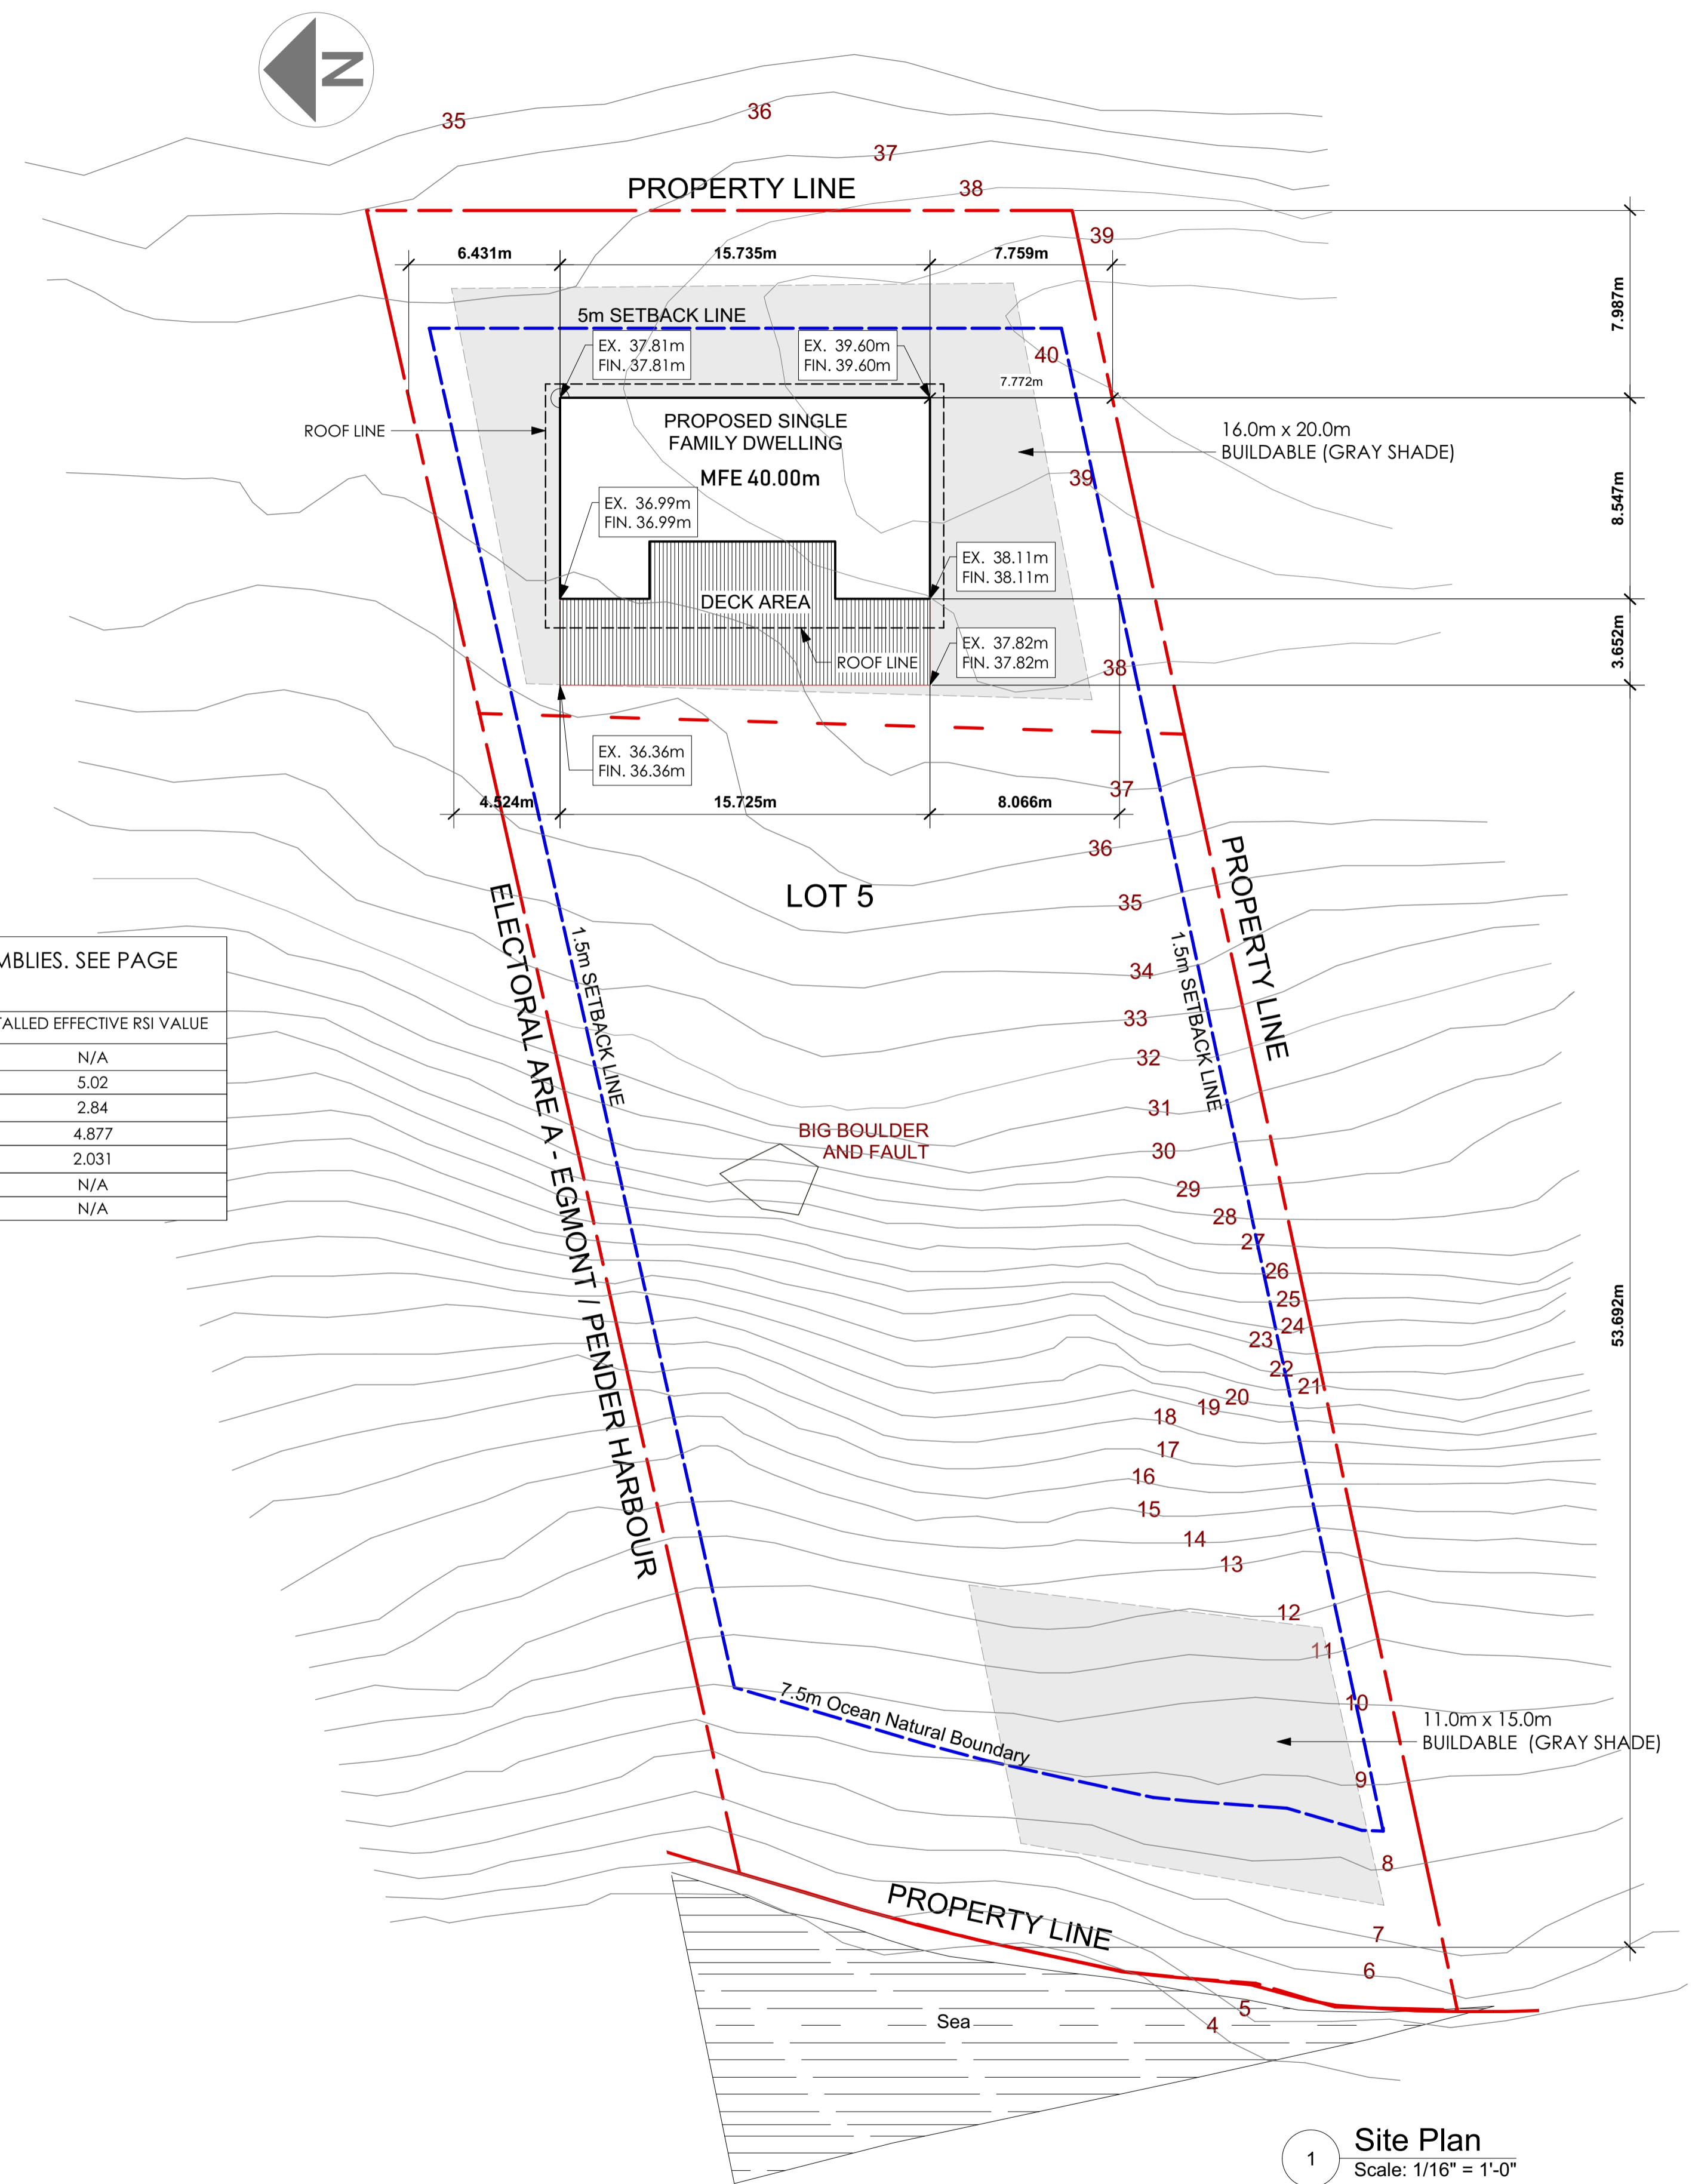 N
35
36
37
38
PROPERTY LINE
39
6.431m
15.735m
7.759m
7.987m
5m SETBACK LINE
EX. 37.81m
FIN. 37.81m
EX. 39.60m
FIN. 39.60m
40
7.772m
ROOF LINE
PROPOSED SINGLE
FAMILY DWELLING
MFE 40.00m
16.0m x 20.0m
BUILDABLE (GRAY SHADE)
39
8.547m
EX. 36.99m
FIN. 36.99m
EX. 38.11m
FIN. 38.11m
DECK AREA
EX. 37.82m
FIN. 37.82m
ROOF LINE
38
3.652m
EX. 36.36m
FIN. 36.36m
37
4.524m
15.725m
8.066m
36
PROPERTY LINE
LOT 5
35
ELECTORAL ARE A - EGMONT / PENDER HARBOUR
1.5m SETBACK LINE
1.5m SETBACK LINE
34
33
32
31
MBLIES. SEE PAGE
TALLED EFFECTIVE RSI VALUE
N/A
5.02
2.84
4.877
2.031
N/A
N/A
BIG BOULDER
AND FAULT
30
29
28
27
26
25
24
23
22
21
20
19
18
17
16
15
14
13
53.692m
12
11
10
7.5m Ocean Natural Boundary
11.0m x 15.0m
BUILDABLE (GRAY SHADE)
9
8
PROPERTY LINE
7
6
5
4
Sea
1
Site Plan
Scale: 1/16" = 1'-0"